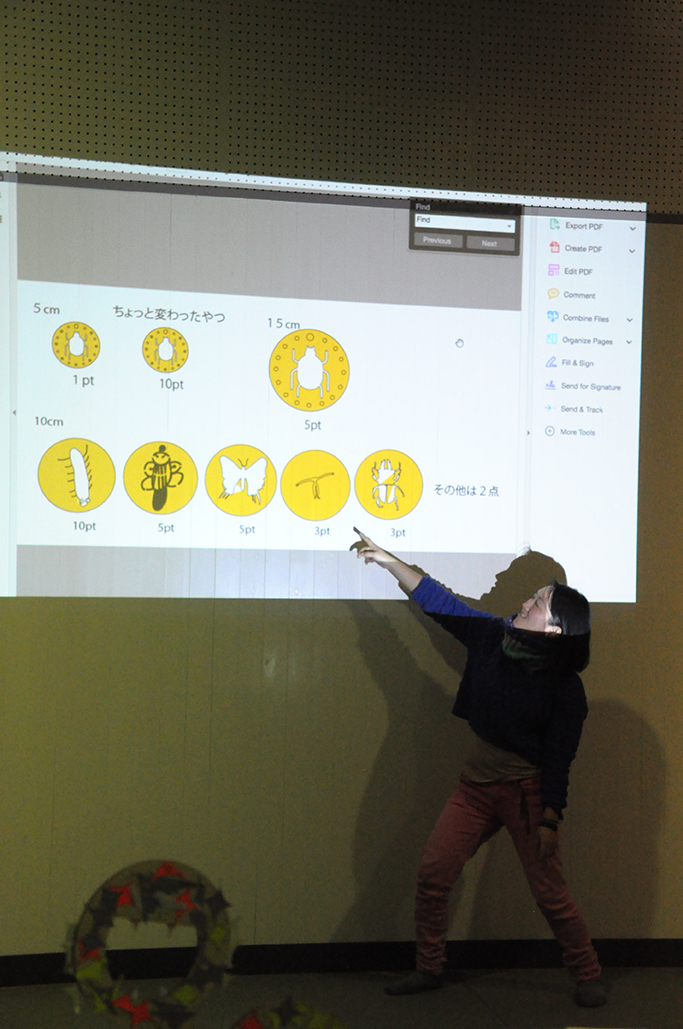 Find
Find
Previous
Next
Export PDF
Create PDF
Edit PDF
Comment
Combine Files
Organize Pages
Fill & Sign
Send for Signature
Send & Track
More Tools
5cm
ちょっと変わったやつ
15cm
1pt
10pt
5pt
10cm
その他は2点
10pt
5pt
5pt
3pt
3pt